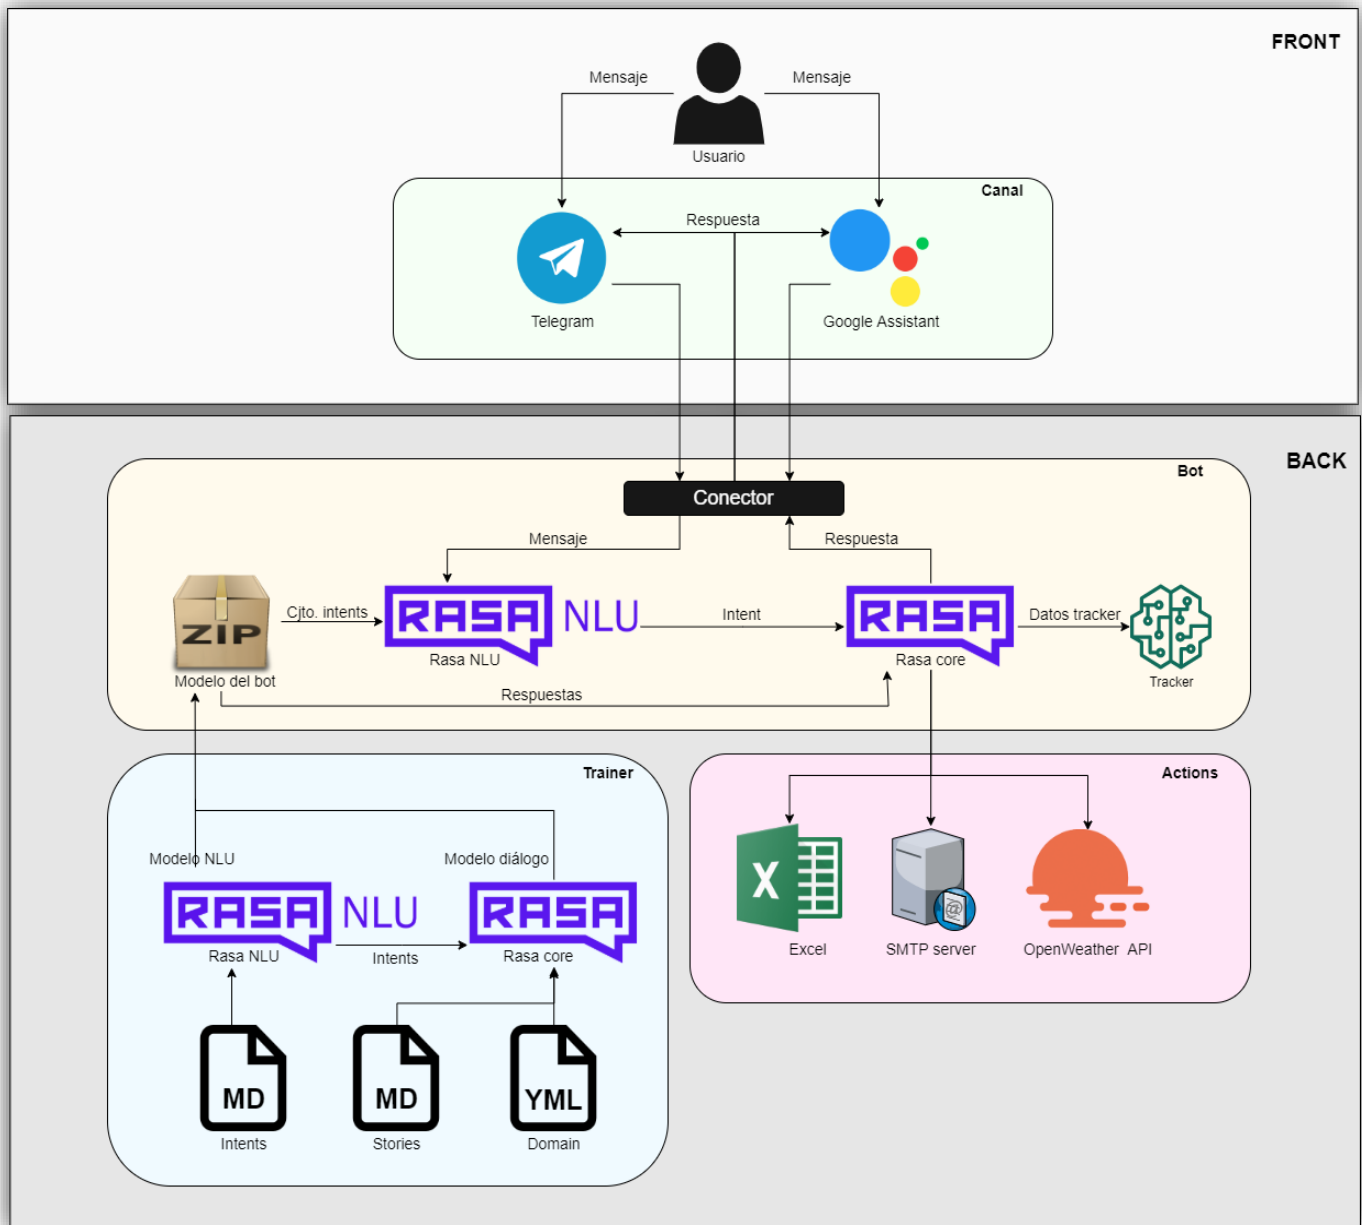 FRONT
Mensaje
Mensaje
Usuario
Canal
Respuesta
Telegram
Google Assistant
BACK
Bot
Conector
Mensaje
Respuesta
ZIP
Cjto. intents
RASA NLU
Intent
RASA
Datos tracker
Rasa NLU
Rasa core
Modelo del bot
Tracker
Respuestas
Trainer
Actions
Modelo NLU
Modelo diálogo
RASA NLU
RASA
Rasa NLU
Intents
Rasa core
X
@
Excel
SMTP server
OpenWeather API
MD
MD
YML
Intents
Stories
Domain